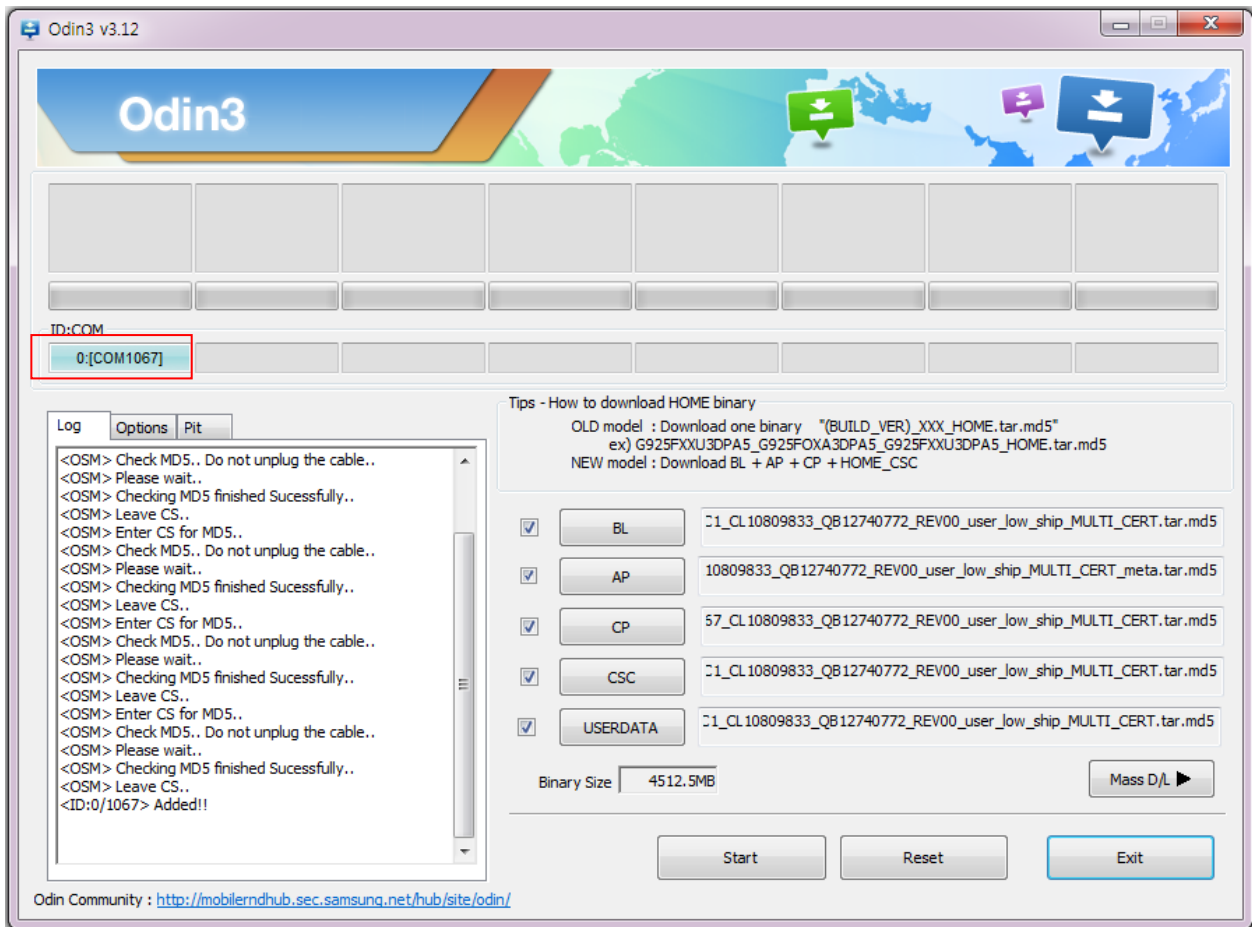 Odin3 v3.12
Odin3
ID:COM
0:[COM1067]
Log
Options
Pit
<OSM> Check MD5.. Do not unplug the cable..
<OSM> Please wait..
<OSM> Checking MD5 finished Sucessfully..
<OSM> Leave CS..
<OSM> Enter CS for MD5..
<OSM> Check MD5.. Do not unplug the cable..
<OSM> Please wait..
<OSM> Checking MD5 finished Sucessfully..
<OSM> Leave CS..
<OSM> Enter CS for MD5..
<OSM> Check MD5.. Do not unplug the cable..
<OSM> Please wait..
<OSM> Checking MD5 finished Sucessfully..
<OSM> Leave CS..
<OSM> Enter CS for MD5..
<OSM> Check MD5.. Do not unplug the cable..
<OSM> Please wait..
<OSM> Checking MD5 finished Sucessfully..
<OSM> Leave CS..
<ID:0/1067> Added!!
Tips - How to download HOME binary
OLD model : Download one binary "(BUILD_VER)_XXX_HOME.tar.md5"
ex) G925FXXU3DPA5_G925FOXA3DPA5_G925FXXU3DPA5_HOME.tar.md5
NEW model : Download BL + AP + CP + HOME_CSC
BL
C1_CL10809833_QB12740772_REV00_user_low_ship_MULTI_CERT.tar.md5
AP
10809833_QB12740772_REV00_user_low_ship_MULTI_CERT_meta.tar.md5
CP
57_CL10809833_QB12740772_REV00_user_low_ship_MULTI_CERT.tar.md5
CSC
C1_CL10809833_QB12740772_REV00_user_low_ship_MULTI_CERT.tar.md5
USERDATA
C1_CL10809833_QB12740772_REV00_user_low_ship_MULTI_CERT.tar.md5
Binary Size
4512.5MB
Mass D/L
Start
Reset
Exit
Odin Community : http://mobilerndhub.sec.samsung.net/hub/site/odin/